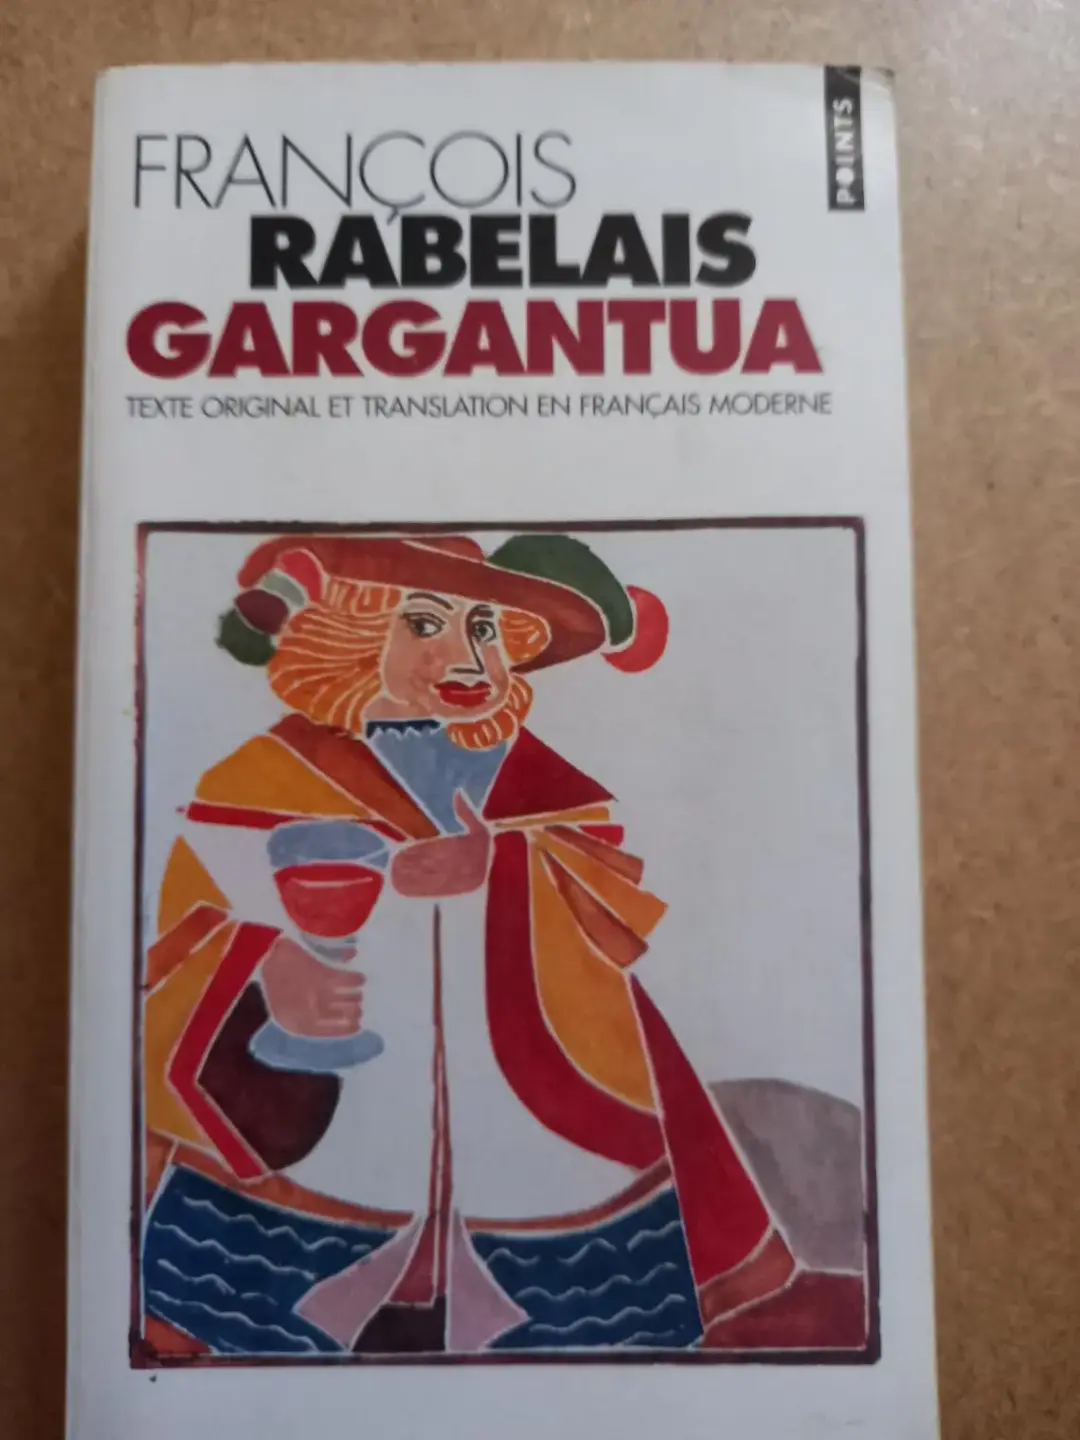 POINTS
FRANÇOIS
RABELAIS
GARGANTUA
TEXTE ORIGINAL ET TRANSLATION EN FRANÇAIS MODERNE